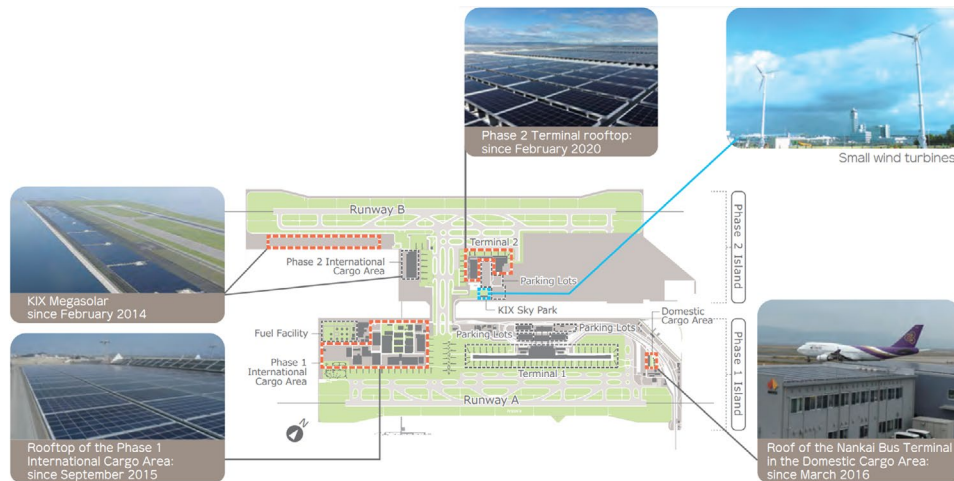 Phase 2 Terminal rooftop:
since February 2020
Small wind turbines
KIX Megasolar
since February 2014
Runway B
Terminal 2
Phase 2 International
Cargo Area
Parking Lots
KIX Sky Park
Phase 2 Island
Fuel Facility
Phase 1
International
Cargo Area
Parking Lots
Parking Lots
Domestic
Cargo Area
Terminal 1
Runway A
Phase 1 Island
N
Rooftop of the Phase 1
International Cargo Area:
since September 2015
Roof of the Nankai Bus Terminal
in the Domestic Cargo Area:
since March 2016